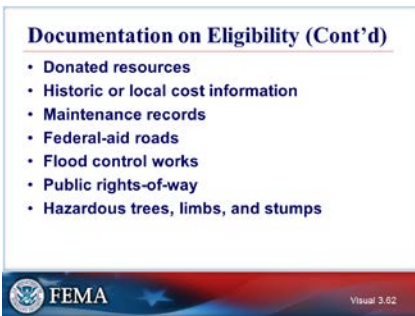 Documentation on Eligibility (Cont'd)
• Donated resources
• Historic or local cost information
• Maintenance records
• Federal-aid roads
• Flood control works
• Public rights-of-way
• Hazardous trees, limbs, and stumps
FEMA
Visual 3.62